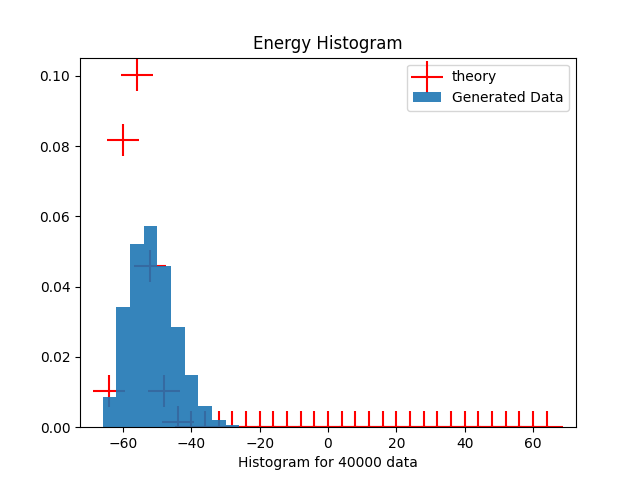 Energy Histogram
theory
Generated Data
0.10
0.08
0.06
0.04
0.02
0.00
−60 −40 −20 0 20 40 60
Histogram for 40000 data